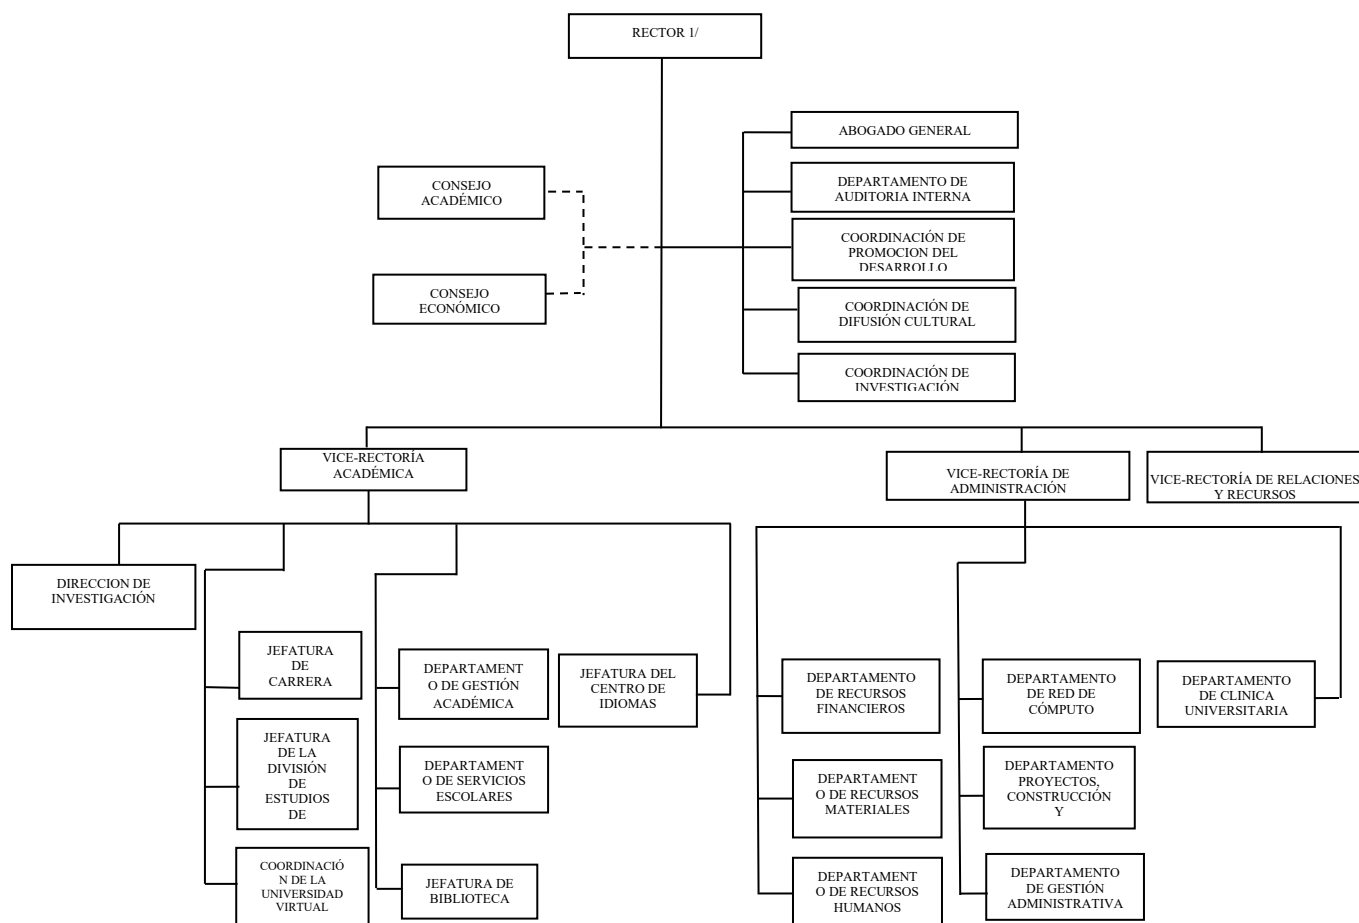 RECTOR 1/
ABOGADO GENERAL
CONSEJO
ACADÉMICO
DEPARTAMENTO DE
AUDITORIA INTERNA
COORDINACIÓN DE
PROMOCION DEL
DESARROLLO
CONSEJO
ECONÓMICO
COORDINACIÓN DE
DIFUSIÓN CULTURAL
COORDINACIÓN DE
INVESTIGACIÓN
VICE-RECTORÍA
ACADÉMICA
VICE-RECTORÍA DE
ADMINISTRACIÓN
VICE-RECTORÍA DE RELACIONES
Y RECURSOS
DIRECCION DE
INVESTIGACIÓN
JEFATURA
DE
CARRERA
DEPARTAMENT
O DE GESTIÓN
ACADÉMICA
JEFATURA DEL
CENTRO DE
IDIOMAS
DEPARTAMENTO
DE RECURSOS
FINANCIEROS
DEPARTAMENTO
DE RED DE
CÓMPUTO
DEPARTAMENTO
DE CLINICA
UNIVERSITARIA
JEFATURA
DE LA
DIVISIÓN
DE
ESTUDIOS
DE
DEPARTAMENT
O DE SERVICIOS
ESCOLARES
DEPARTAMENT
O DE RECURSOS
MATERIALES
DEPARTAMENTO
PROYECTOS,
CONSTRUCCIÓN
Y
COORDINACIÓ
N DE LA
UNIVERSIDAD
VIRTUAL
JEFATURA DE
BIBLIOTECA
DEPARTAMENT
O DE RECURSOS
HUMANOS
DEPARTAMENTO
DE GESTIÓN
ADMINISTRATIVA